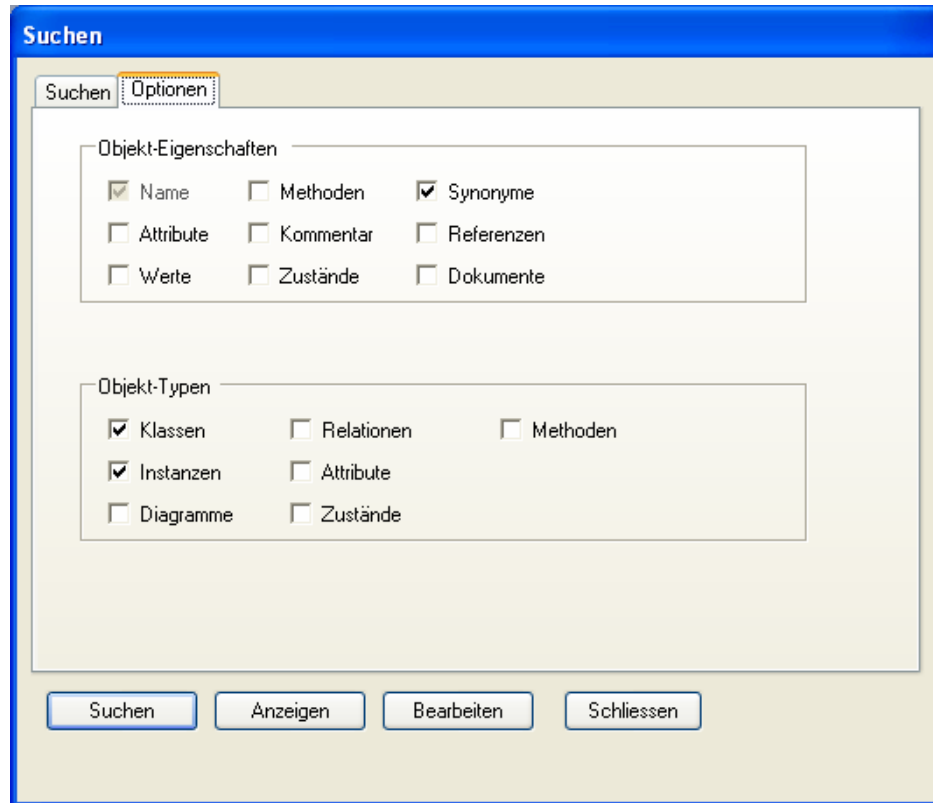 Suchen
Suchen Optionen
Objekt-Eigenschaften
Name Methoden Synonyme
Attribute Kommentar Referenzen
Werte Zustände Dokumente
Objekt-Typen
Klassen Relationen Methoden
Instanzen Attribute
Diagramme Zustände
Suchen Anzeigen Bearbeiten Schliessen